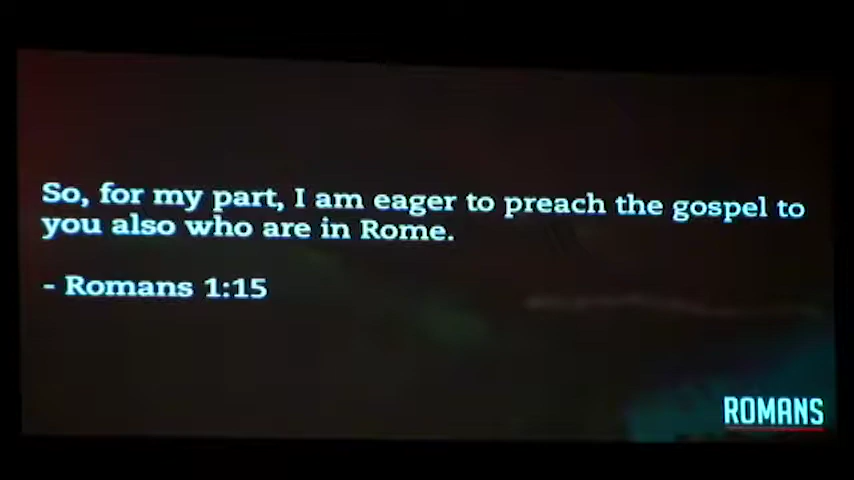 So, for my part, I am eager to preach the gospel to
you also who are in Rome.
- Romans 1:15
ROMANS